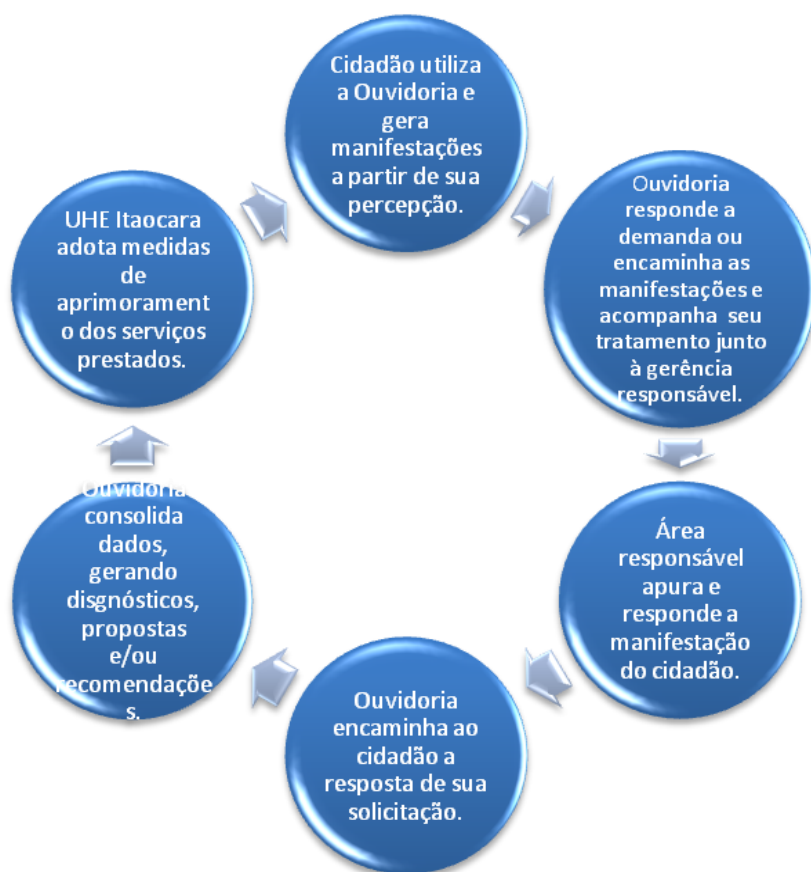 Cidadão utiliza
a Ouvidoria e
gera
manifestações
a partir de sua
percepção.
Ouvidoria
responde a
demanda ou
encaminha as
manifestações e
acompanha seu
tratamento junto
à gerência
responsável.
Área
responsável
apura e
responde a
manifestação
do cidadão.
Ouvidoria
encaminha ao
cidadão a
resposta de sua
solicitação.
Ouvidoria
consolida
dados,
gerando
disgnósticos,
propostas
e/ou
recomendaçõe
s.
UHE Itaocara
adota medidas
de
aprimorament
o dos serviços
prestados.